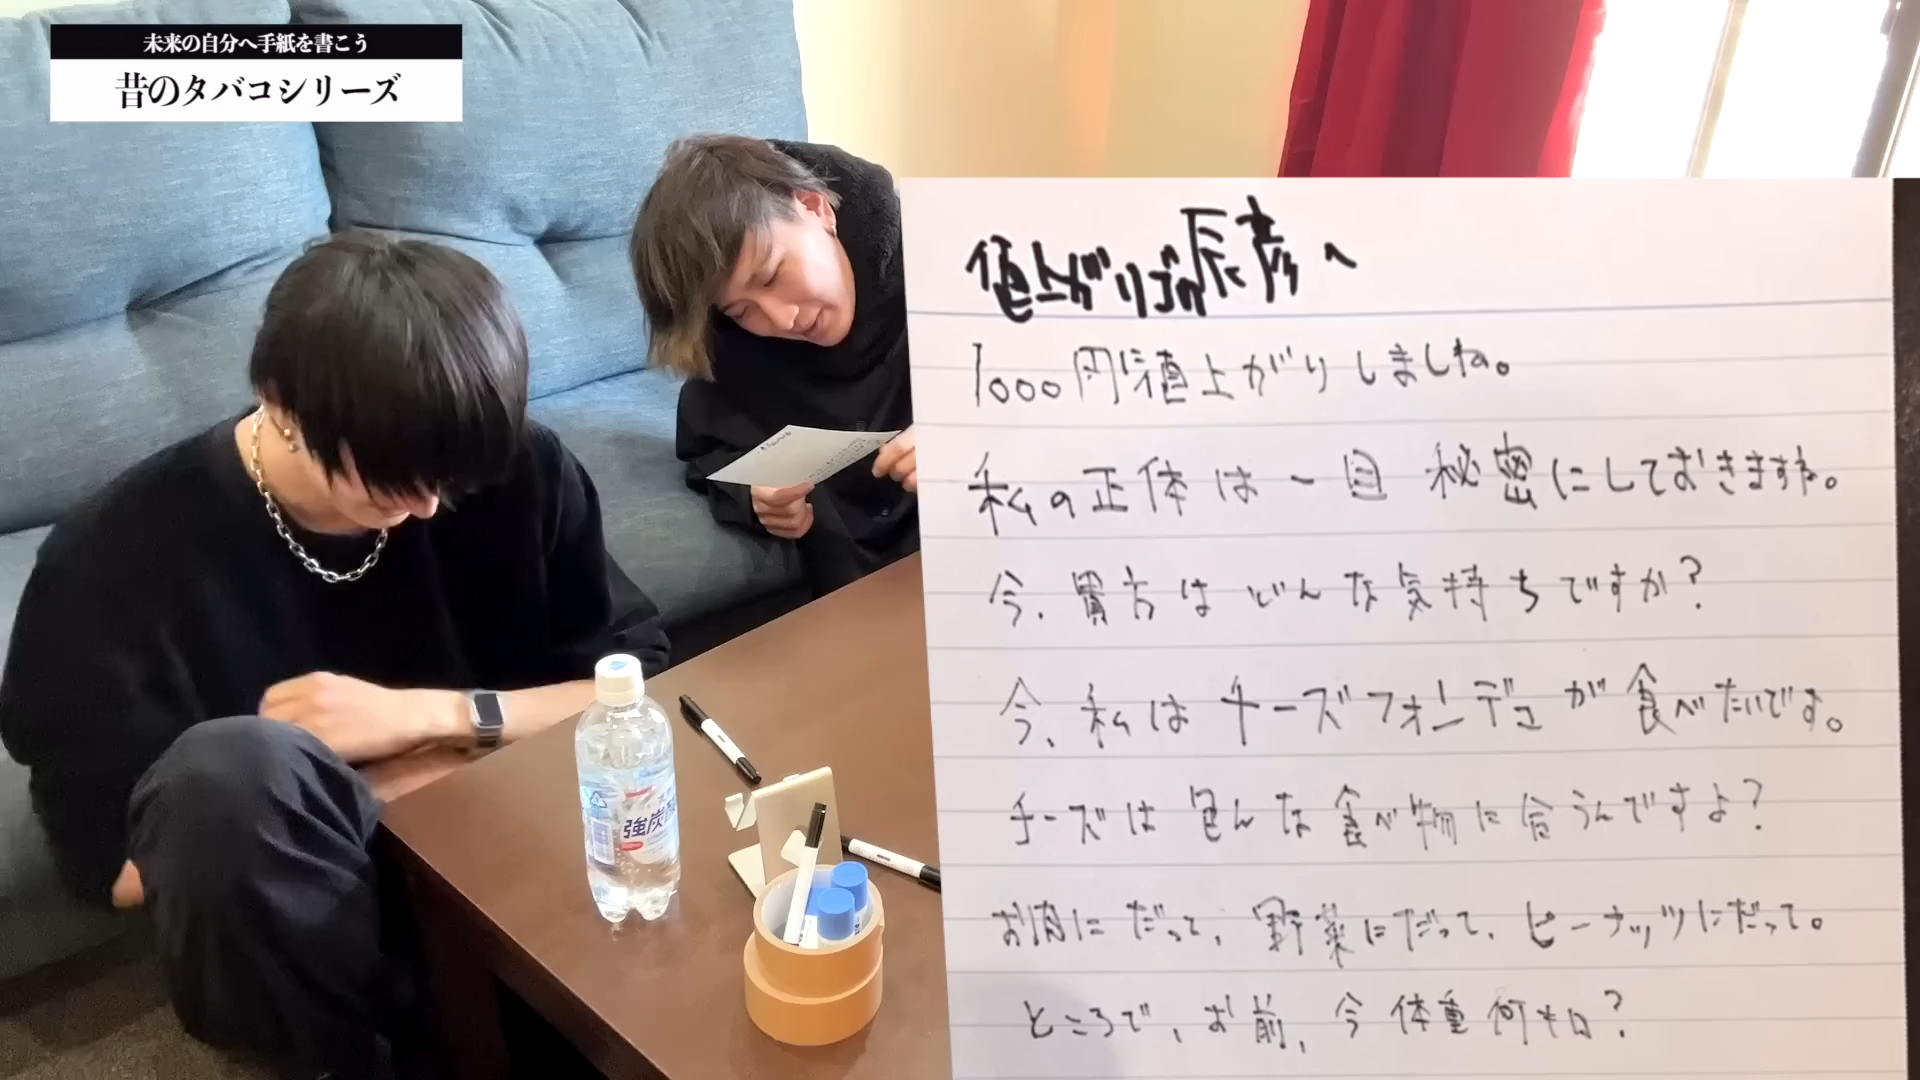 未来の自分へ手紙を書こう
昔のタバコシリーズ
値上がりゴリ辰彦へ
1000円値上がりしましね。
私の正体は一旦秘密にしておきますね。
今、貴方はどんな気持ちですか?
今、私はチーズフォンデュが食べたいです。
チーズは色んな食べ物に合うんですよ?
お肉にだって、野菜にだって、ピーナッツにだって。
ところで、お前、今体重何キロ?
強炭酸